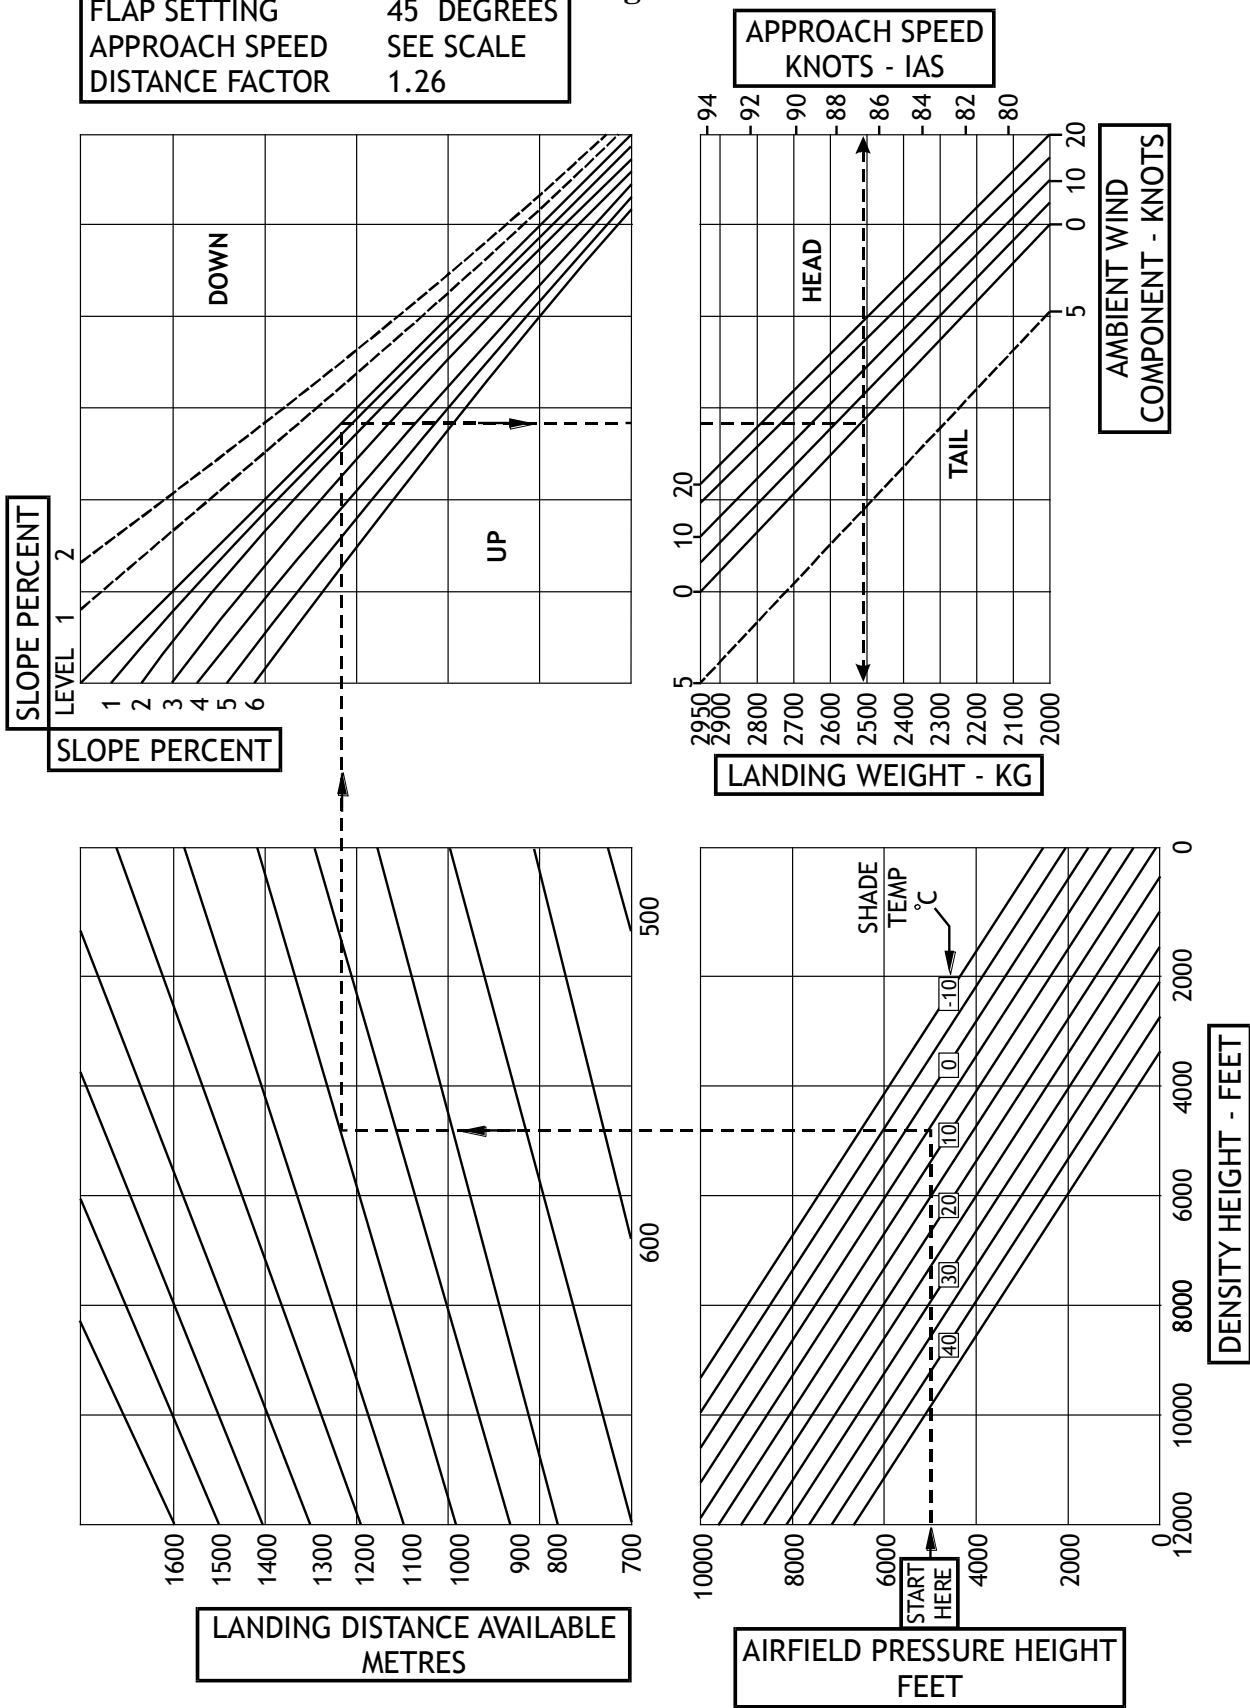 g
FLAP SETTING 45 DEGREES
APPROACH SPEED SEE SCALE
DISTANCE FACTOR 1.26
APPROACH SPEED
KNOTS - IAS
94 92 90 88 86 84 82 80
20 10 0 5
AMBIENT WIND
COMPONENT - KNOTS
DOWN
UP
HEAD
TAIL
SLOPE PERCENT
LEVEL 1 2
1 2 3 4 5 6
SLOPE PERCENT
20
10
0
5
2950 2900 2800 2700 2600 2500 2400 2300 2200 2100 2000
LANDING WEIGHT - KG
500
600
SHADE
TEMP
°C
-10
0
10
20
30
40
0
2000
4000
6000
8000
10000
12000
DENSITY HEIGHT - FEET
1600 1500 1400 1300 1200 1100 1000 900 800 700
LANDING DISTANCE AVAILABLE
METRES
10000 8000 6000 4000 2000 0
START
HERE
AIRFIELD PRESSURE HEIGHT
FEET